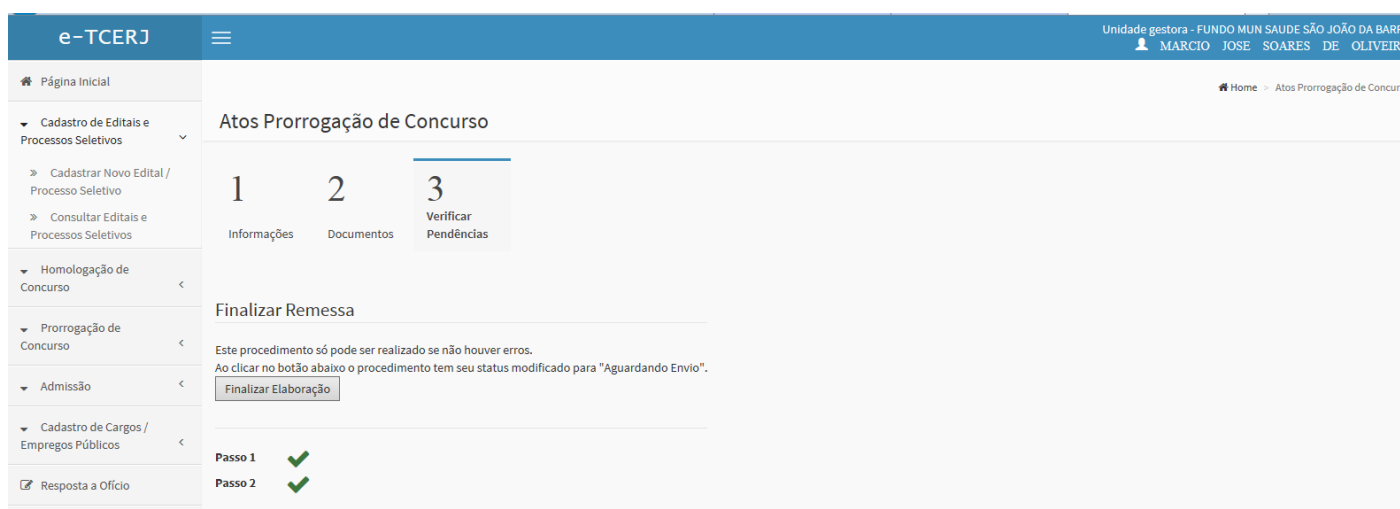 e-TCERJ
Unidade gestora - FUNDO MUN SAUDE SÃO JOÃO DA BARR
MARCIO JOSE SOARES DE OLIVEIR
Página Inicial
Home > Atos Prorrogação de Concur
Cadastro de Editais e
Processos Seletivos
» Cadastrar Novo Edital /
Processo Seletivo
» Consultar Editais e
Processos Seletivos
Homologação de
Concurso
Prorrogação de
Concurso
Admissão
Cadastro de Cargos /
Empregos Públicos
Resposta a Ofício
Atos Prorrogação de Concurso
1
Informações
2
Documentos
3
Verificar
Pendências
Finalizar Remessa
Este procedimento só pode ser realizado se não houver erros.
Ao clicar no botão abaixo o procedimento tem seu status modificado para "Aguardando Envio".
Finalizar Elaboração
Passo 1
Passo 2